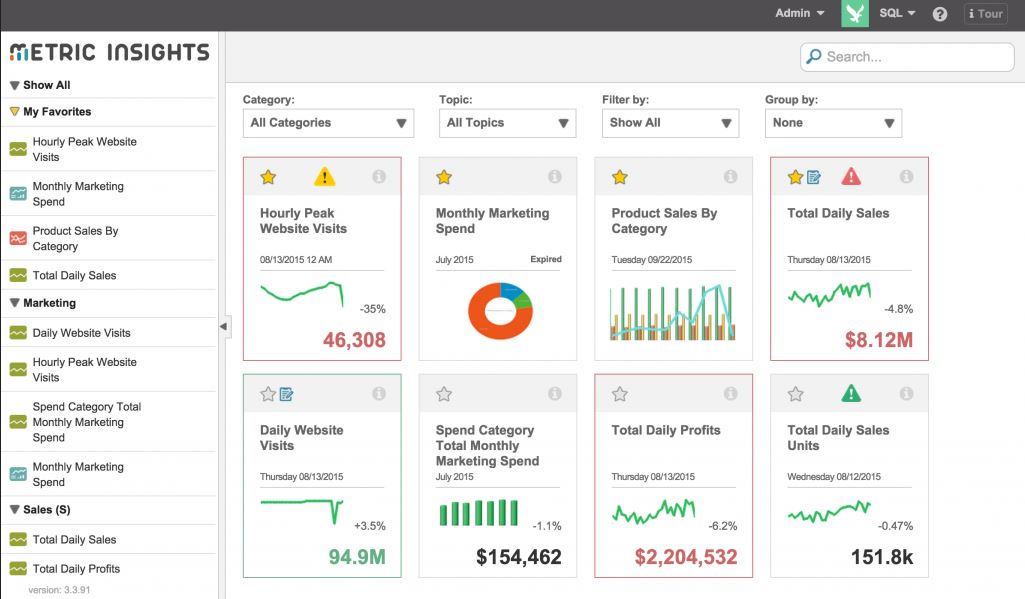 Admin
SQL
?
i Tour
METRIC INSIGHTS
Search...
Show All
My Favorites
Hourly Peak Website
Visits
Monthly Marketing
Spend
Product Sales By
Category
Total Daily Sales
Marketing
Daily Website Visits
Hourly Peak Website
Visits
Spend Category Total
Monthly Marketing
Spend
Monthly Marketing
Spend
Sales (S)
Total Daily Sales
Total Daily Profits
version: 3.3.91
Category:
All Categories
Topic:
All Topics
Filter by:
Show All
Group by:
None
Hourly Peak
Website Visits
08/13/2015 12 AM
-35%
46,308
Monthly Marketing
Spend
July 2015 Expired
Product Sales By
Category
Tuesday 09/22/2015
Total Daily Sales
Thursday 08/13/2015
-4.8%
$8.12M
Daily Website
Visits
Thursday 08/13/2015
+3.5%
94.9M
Spend Category
Total Monthly
Marketing Spend
July 2015
-1.1%
$154,462
Total Daily Profits
Thursday 08/13/2015
-6.2%
$2,204,532
Total Daily Sales
Units
Wednesday 08/12/2015
-0.47%
151.8k